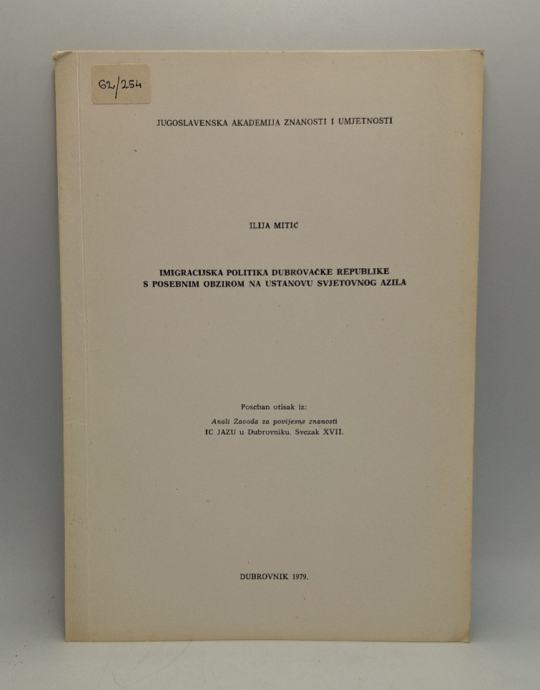 62/254
JUGOSLAVENSKA AKADEMIJA ZNANOSTI I UMJETNOSTI
ILIJA MITIĆ
IMIGRACIJSKA POLITIKA DUBROVAČKE REPUBLIKE
S POSEBNIM OBZIROM NA USTANOVU SVJETOVNOG AZILA
Poseban otisak iz:
Anali Zavoda za povijesne znanosti
IC JAZU u Dubrovniku. Svezak XVII.
DUBROVNIK 1979.